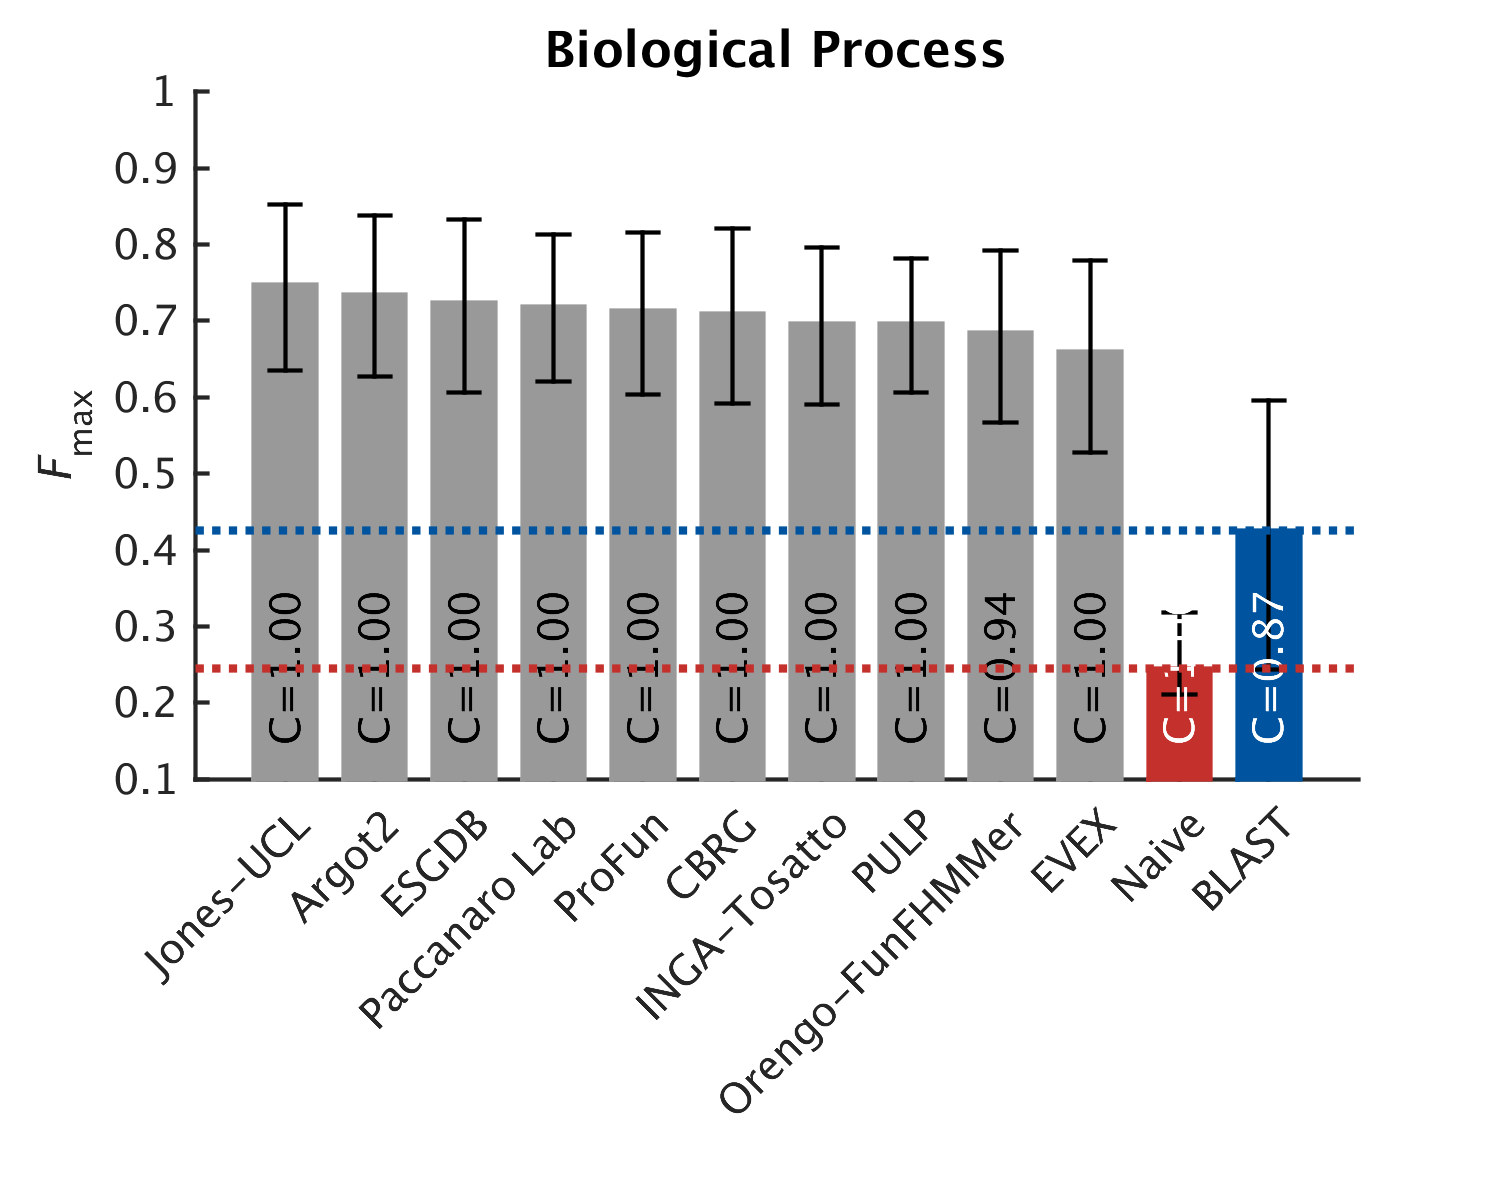 Biological Process
1
0.9
0.8
0.7
0.6
0.5
0.4
0.3
0.2
0.1
Fmax
C=1.00
C=1.00
C=1.00
C=1.00
C=1.00
C=1.00
C=1.00
C=1.00
C=0.94
C=1.00
C=1
C=0.87
Jones-UCL
Argot2
ESGDB
Paccanaro Lab
ProFun
CBRG
INGA-Tosatto
PULP
Orengo-FunFHMMer
EVEX
Naive
BLAST